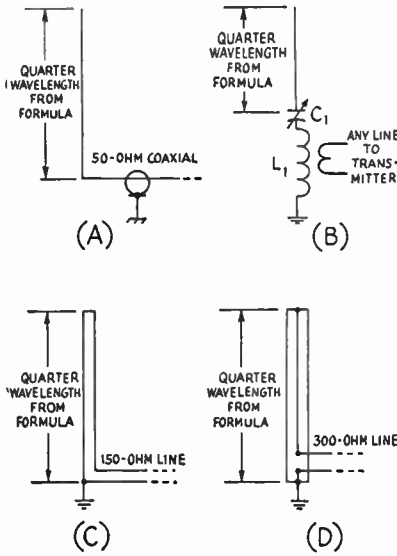 QUARTER
WAVELENGTH
FROM
FORMULA
50-OHM COAXIAL
(A)
QUARTER
WAVELENGTH
FROM
FORMULA
C1
L1
ANY LINE
TO
TRANS-
MITTER
(B)
QUARTER
WAVELENGTH
FROM
FORMULA
150-OHM LINE
(C)
QUARTER
WAVELENGTH
FROM
FORMULA
300-OHM LINE
(D)